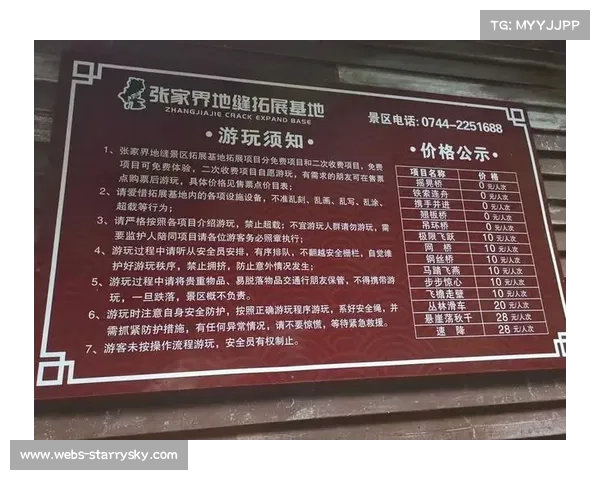 TG: MYYJJPP
张家界地缝拓展基地
ZHANGJIAJIE CRACK EXPAND BASE
景区电话: 0744-2251688
·游玩须知·
1、张家界地缝景区拓展基地拓展项目分免费项目和二次收费项目，免费
项目可免费体验，二次收费项目自愿游玩，有需求的朋友可在售票
点购票后游玩，具体价格见售票点价目表；
2、请爱惜拓展基地内的各项设施设备，不准乱刻、乱画、乱写、乱涂、
超载等行为；
3、请严格按照各项目介绍游玩，禁止超载；不宜游玩人群请勿游玩，需
要监护人陪同项目请各位游客务必照章执行；
4、游玩过程中请听从安全员安排，有序排队，不翻越安全栅栏，自觉维
护好游玩秩序，禁止拥挤，防止意外情况发生；
5、游玩过程中请将贵重物品、易脱落物品交通行朋友保管，不得携带游
玩，一旦跌落，景区概不负责。
6、游玩时注意自身安全防护，按照正确游玩程序游玩，系好安全绳，并
需抓紧防护措施，有任何异常情况，请不要惊慌，等待紧急救援。
7、游客未按操作流程游玩，安全员有权制止。
·价格公示·
项目名称 价 格
摇晃桥 0 元/人次
铁索连舟 0 元/人次
携手并进 0 元/人次
翘板桥 0 元/人次
吊环桥 0 元/人次
极限飞跃 10 元/人次
网 桥 10 元/人次
钢丝桥 10 元/人次
马踏飞燕 10 元/人次
步步惊心 10 元/人次
飞檐走壁 10 元/人次
丛林滑车 20 元/人次
悬崖荡秋千 28 元/人次
速 降 28 元/人次
www.webs-starrysky.com